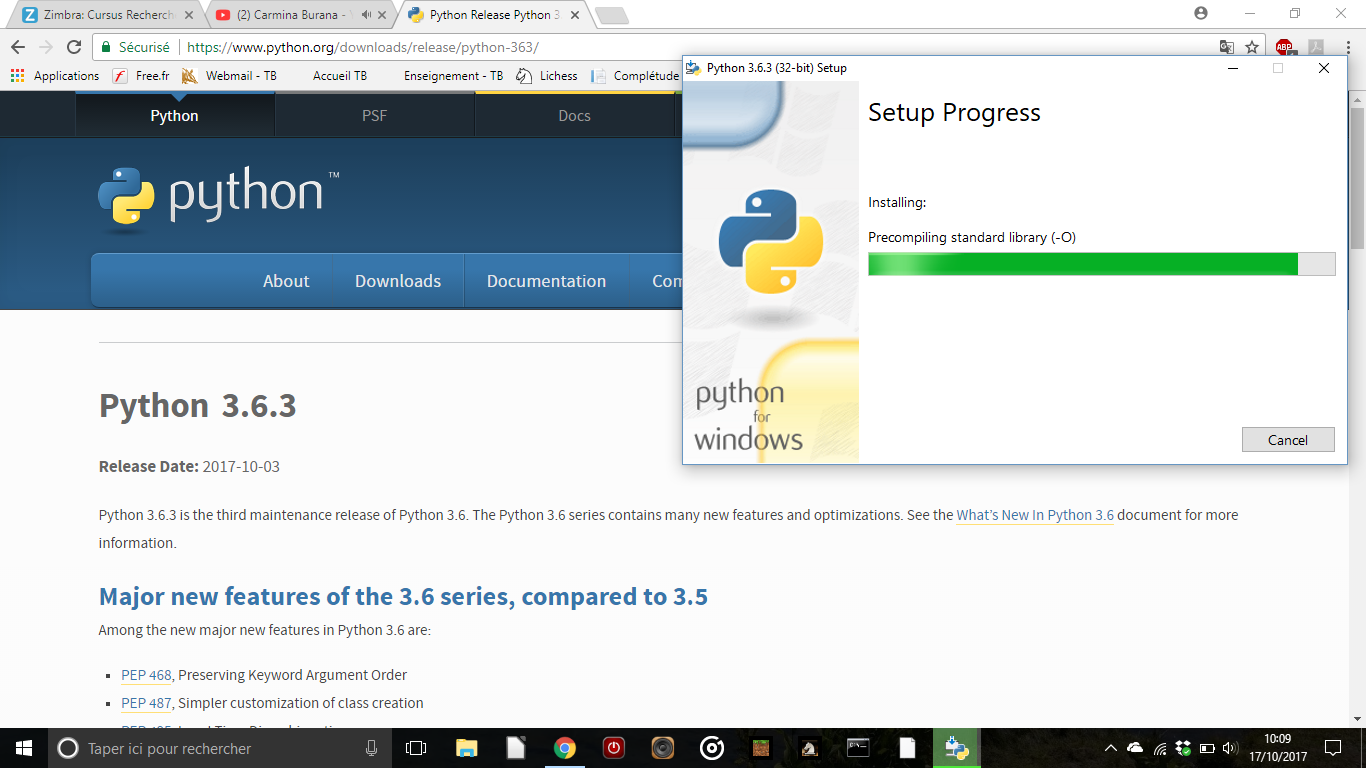 Zimbra: Cursus Recherch
(2) Carmina Burana - Y
Python Release Python 3
Sécurisé
https://www.python.org/downloads/release/python-363/
ABP
Applications
Free.fr
Webmail - TB
Accueil TB
Enseignement - TB
Lichess
Complétude
Python
PSF
Docs
python™
About
Downloads
Documentation
Com
Python 3.6.3 (32-bit) Setup
Setup Progress
Installing:
Precompiling standard library (-O)
python
for
windows
Cancel
Python 3.6.3
Release Date: 2017-10-03
Python 3.6.3 is the third maintenance release of Python 3.6. The Python 3.6 series contains many new features and optimizations. See the What's New In Python 3.6 document for more
information.
Major new features of the 3.6 series, compared to 3.5
Among the new major new features in Python 3.6 are:
PEP 468, Preserving Keyword Argument Order
PEP 487, Simpler customization of class creation
Taper ici pour rechercher
10:09
17/10/2017